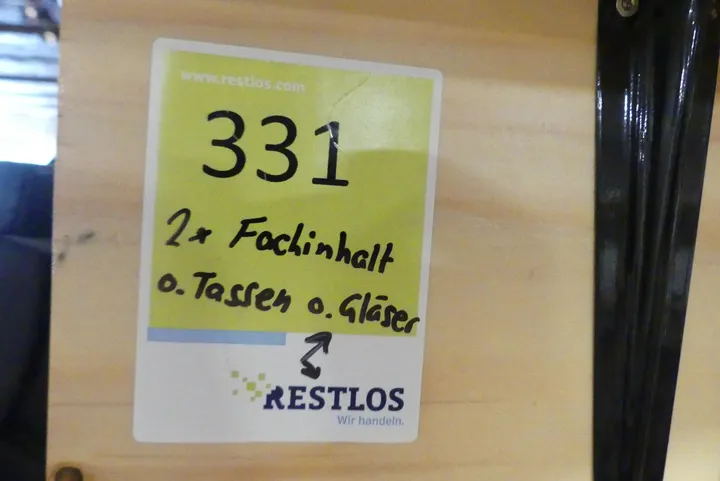 www.restlos.com
331
2x Fachinhalt
o. Tassen o. Gläser
RESTLOS
Wir handeln.